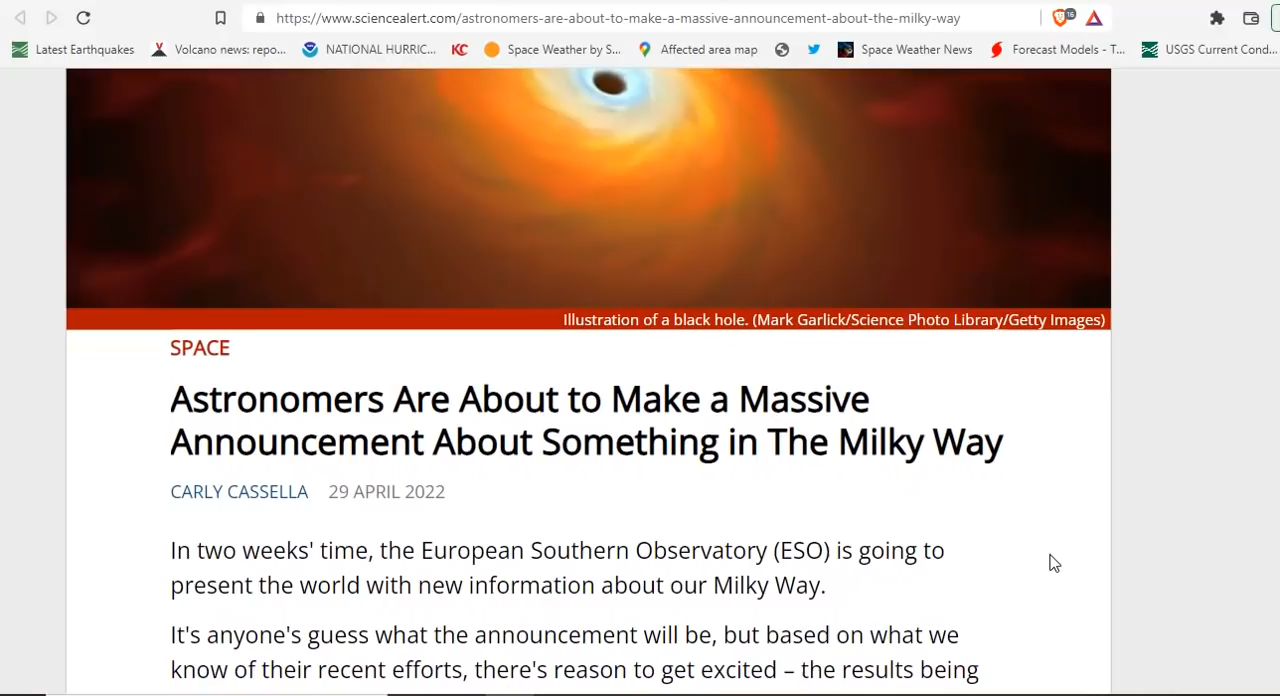 https://www.sciencealert.com/astronomers-are-about-to-make-a-massive-announcement-about-the-milky-way
16
Latest Earthquakes
Volcano news: repo...
NATIONAL HURRIC...
KC
Space Weather by S...
Affected area map
Space Weather News
Forecast Models - T...
USGS Current Cond...
Illustration of a black hole. (Mark Garlick/Science Photo Library/Getty Images)
SPACE
Astronomers Are About to Make a Massive
Announcement About Something in The Milky Way
CARLY CASSELLA 29 APRIL 2022
In two weeks' time, the European Southern Observatory (ESO) is going to
present the world with new information about our Milky Way.
It's anyone's guess what the announcement will be, but based on what we
know of their recent efforts, there's reason to get excited – the results being